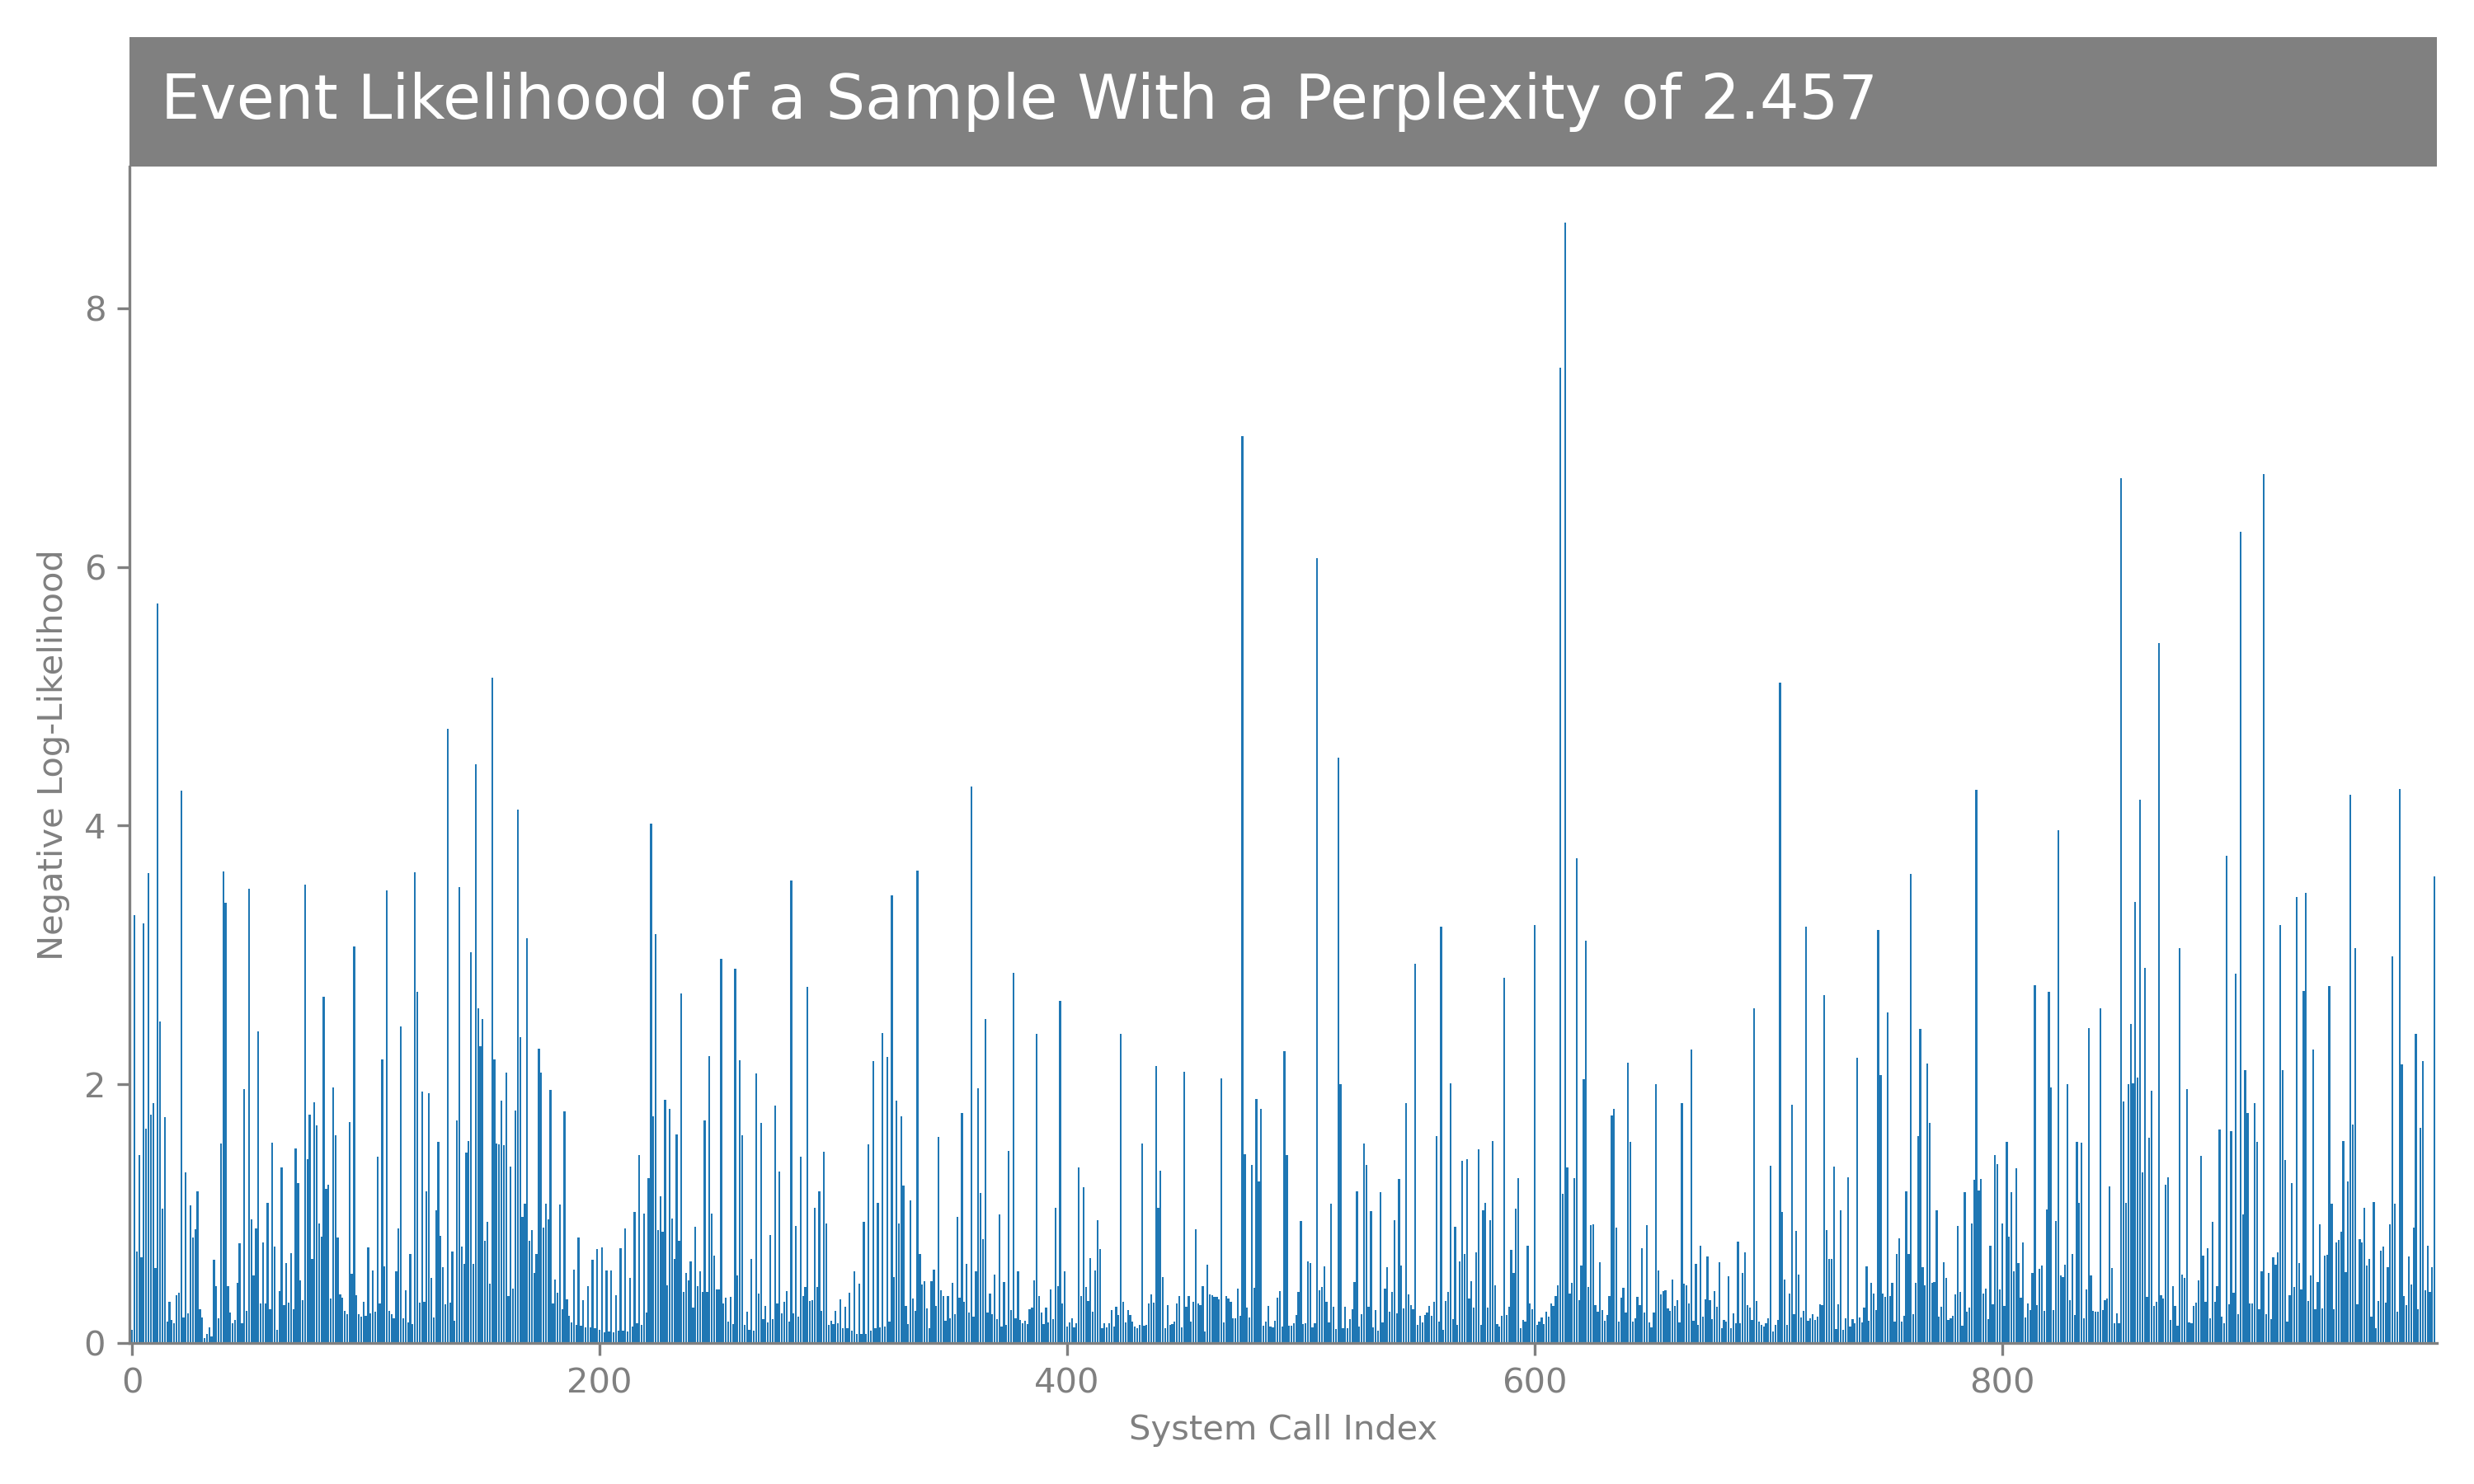 Event Likelihood of a Sample With a Perplexity of 2.457
8
6
4
2
0
Negative Log-Likelihood
0 200 400 600 800
System Call Index